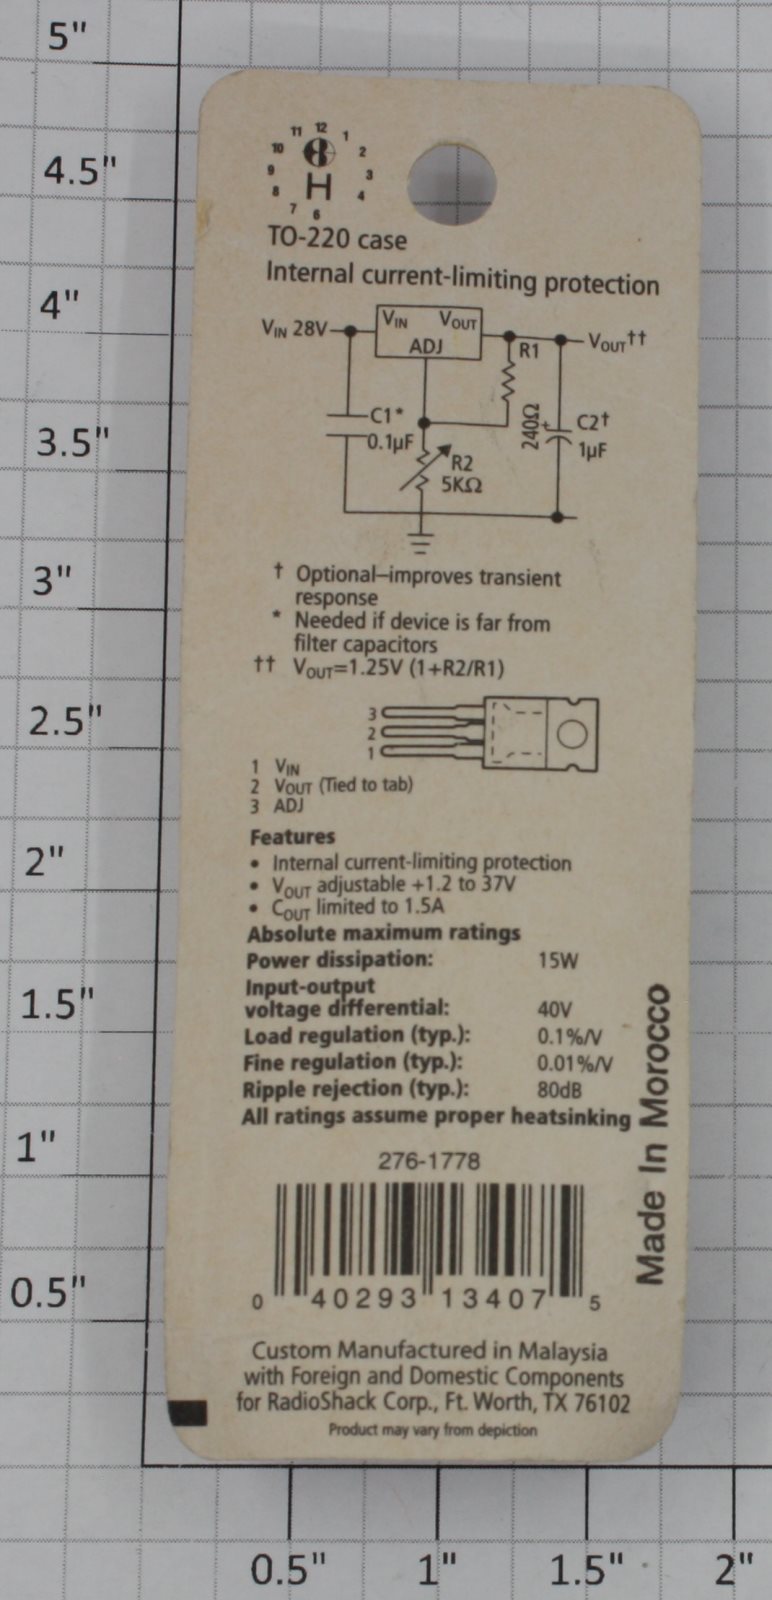 5"
4.5"
4"
3.5"
3"
2.5"
2"
1.5"
1"
0.5"
11 12 1
10 2
9 3
8 H 4
7 6
TO-220 case
Internal current-limiting protection
VIN 28V
VIN VOUT
ADJ
VOUT††
R1
240Ω
C1*
0.1µF
+
C2†
1µF
R2
5KΩ
† Optional–improves transient
response
* Needed if device is far from
filter capacitors
†† VOUT=1.25V (1+R2/R1)
3
2
1
1 VIN
2 VOUT (Tied to tab)
3 ADJ
Features
• Internal current-limiting protection
• VOUT adjustable +1.2 to 37V
• COUT limited to 1.5A
Absolute maximum ratings
Power dissipation: 15W
Input-output
voltage differential: 40V
Load regulation (typ.): 0.1%/V
Fine regulation (typ.): 0.01%/V
Ripple rejection (typ.): 80dB
All ratings assume proper heatsinking
Made In Morocco
276-1778
0 40293 13407 5
Custom Manufactured in Malaysia
with Foreign and Domestic Components
for RadioShack Corp., Ft. Worth, TX 76102
Product may vary from depiction
0.5" 1" 1.5" 2"